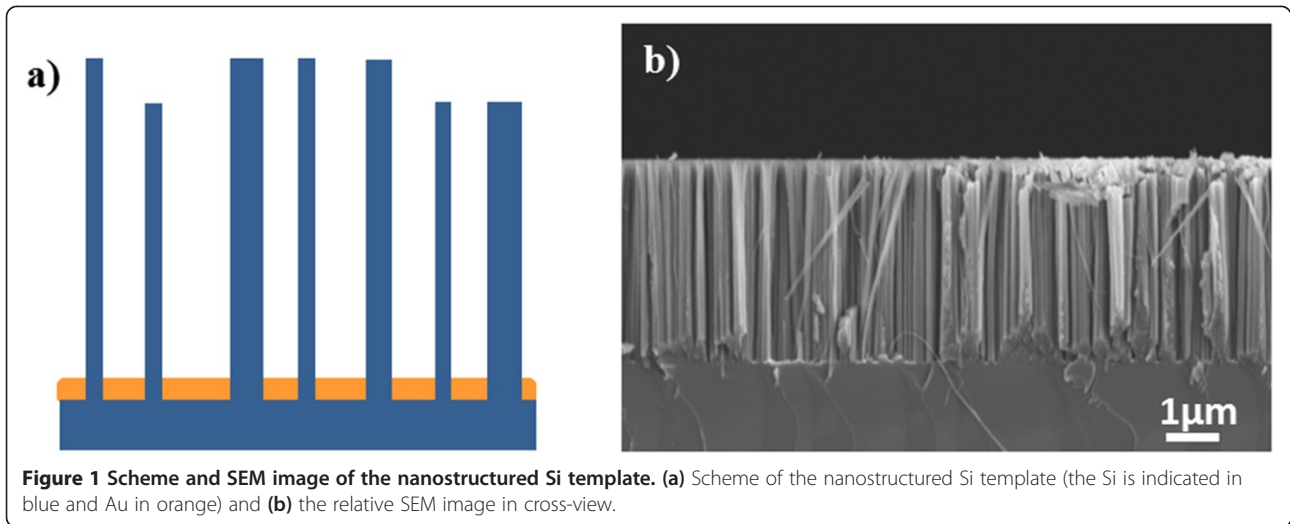 a)
b)
1μm
Figure 1 Scheme and SEM image of the nanostructured Si template. (a) Scheme of the nanostructured Si template (the Si is indicated in
blue and Au in orange) and (b) the relative SEM image in cross-view.